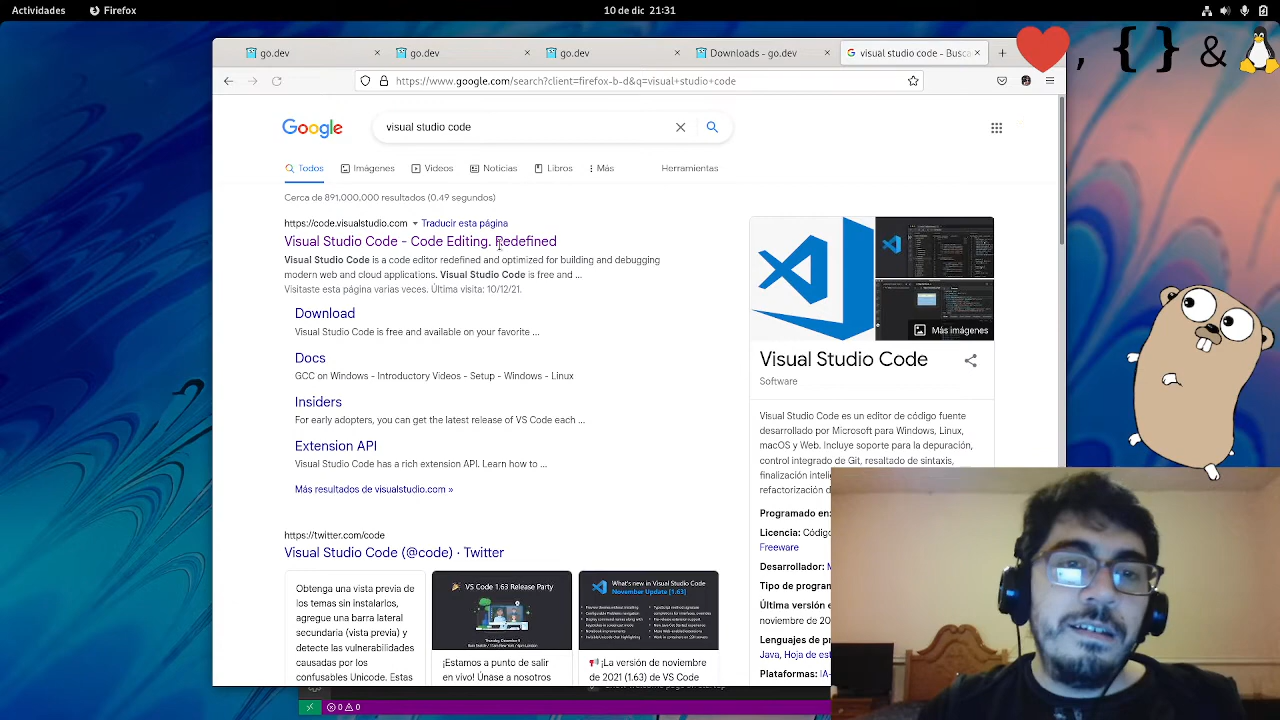 Actividades
Firefox
10 de dic 21:31
go.dev
go.dev
go.dev
Downloads - go.dev
visual studio code - Busca
https://www.google.com/search?client=firefox-b-d&q=visual+studio+code
, { } &
Google
visual studio code
Todos
Imágenes
Videos
Noticias
Libros
Más
Herramientas
Cerca de 891,000,000 resultados (0.49 segundos)
https://code.visualstudio.com
Traducir esta página
Visual Studio Code - Code Editing. Redefined
Visual Studio Code is a code editor redefined and optimized for building and debugging
modern web and cloud applications. Visual Studio Code is free and ...
Visitaste esta página varias veces. Última visita: 10/12/21.
Download
Visual Studio Code is free and available on your favorite ...
Docs
GCC on Windows - Introductory Videos - Setup - Windows - Linux
Insiders
For early adopters, you can get the latest release of VS Code each ...
Extension API
Visual Studio Code has a rich extension API. Learn how to ...
Más resultados de visualstudio.com »
https://twitter.com/code
Visual Studio Code (@code) · Twitter
Obtenga una vista previa de
los temas sin instalarlos,
agregue una barra lateral
secundaria de
detecte las vulnerabilidades
causadas por los
confusables Unicode. Estas
VS Code 1.63 Release Party
¡Estamos a punto de salir
en vivo! Únase a nosotros
What's new in Visual Studio Code
November Update [1.63]
¡La versión de noviembre
de 2021 (1.63) de VS Code
Más imágenes
Visual Studio Code
Software
Visual Studio Code es un editor de código fuente
desarrollado por Microsoft para Windows, Linux,
macOS y Web. Incluye soporte para la depuración,
control integrado de Git, resaltado de sintaxis,
finalización inteli
refactorización d
Programado en:
Licencia: Códig
Freeware
Desarrollador: M
Tipo de program
Última versión e
noviembre de 20
Lenguajes de pr
Java, Hoja de est
Plataformas: IA-
0 0